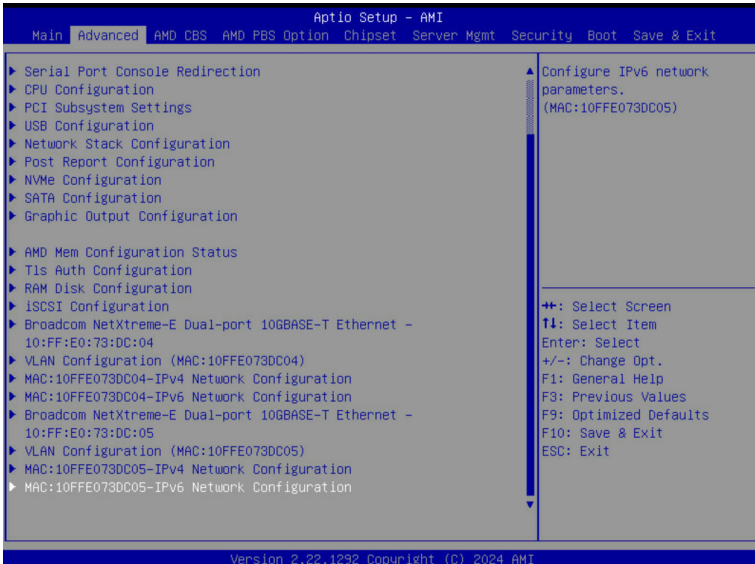 Aptio Setup – AMI
Main Advanced AMD CBS AMD PBS Option Chipset Server Mgmt Security Boot Save & Exit
▶ Serial Port Console Redirection
▶ CPU Configuration
▶ PCI Subsystem Settings
▶ USB Configuration
▶ Network Stack Configuration
▶ Post Report Configuration
▶ NVMe Configuration
▶ SATA Configuration
▶ Graphic Output Configuration
▶ AMD Mem Configuration Status
▶ Tls Auth Configuration
▶ RAM Disk Configuration
▶ iSCSI Configuration
▶ Broadcom NetXtreme-E Dual-port 10GBASE-T Ethernet –
10:FF:E0:73:DC:04
▶ VLAN Configuration (MAC:10FFE073DC04)
▶ MAC:10FFE073DC04-IPv4 Network Configuration
▶ MAC:10FFE073DC04-IPv6 Network Configuration
▶ Broadcom NetXtreme-E Dual-port 10GBASE-T Ethernet –
10:FF:E0:73:DC:05
▶ VLAN Configuration (MAC:10FFE073DC05)
▶ MAC:10FFE073DC05-IPv4 Network Configuration
▶ MAC:10FFE073DC05-IPv6 Network Configuration
Configure IPv6 network
parameters.
(MAC:10FFE073DC05)
→←: Select Screen
↑↓: Select Item
Enter: Select
+/-: Change Opt.
F1: General Help
F3: Previous Values
F9: Optimized Defaults
F10: Save & Exit
ESC: Exit
Version 2.22.1292 Copyright (C) 2024 AMI